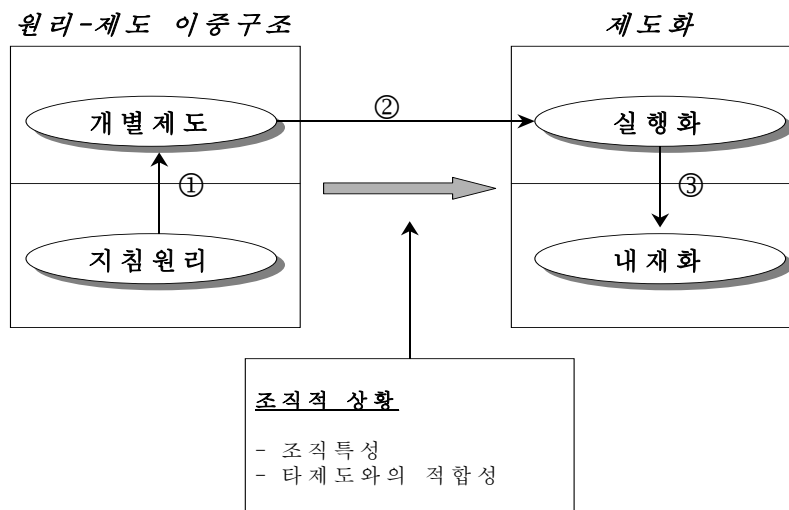 원리-제도 이중구조
제도화
개별제도
②
실행화
①
③
지침원리
내재화
조직적 상황
- 조직특성
- 타제도와의 적합성